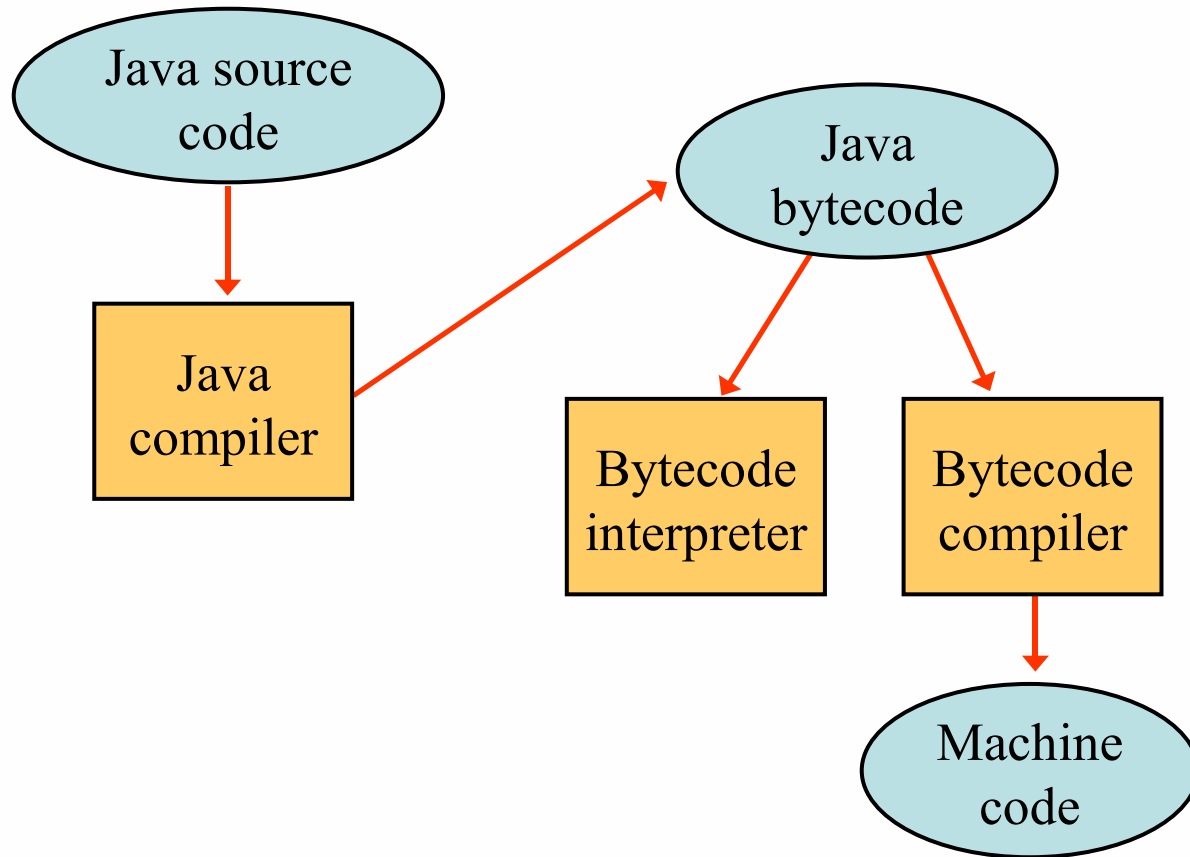 Java source
code
Java
bytecode
Java
compiler
Bytecode
interpreter
Bytecode
compiler
Machine
code